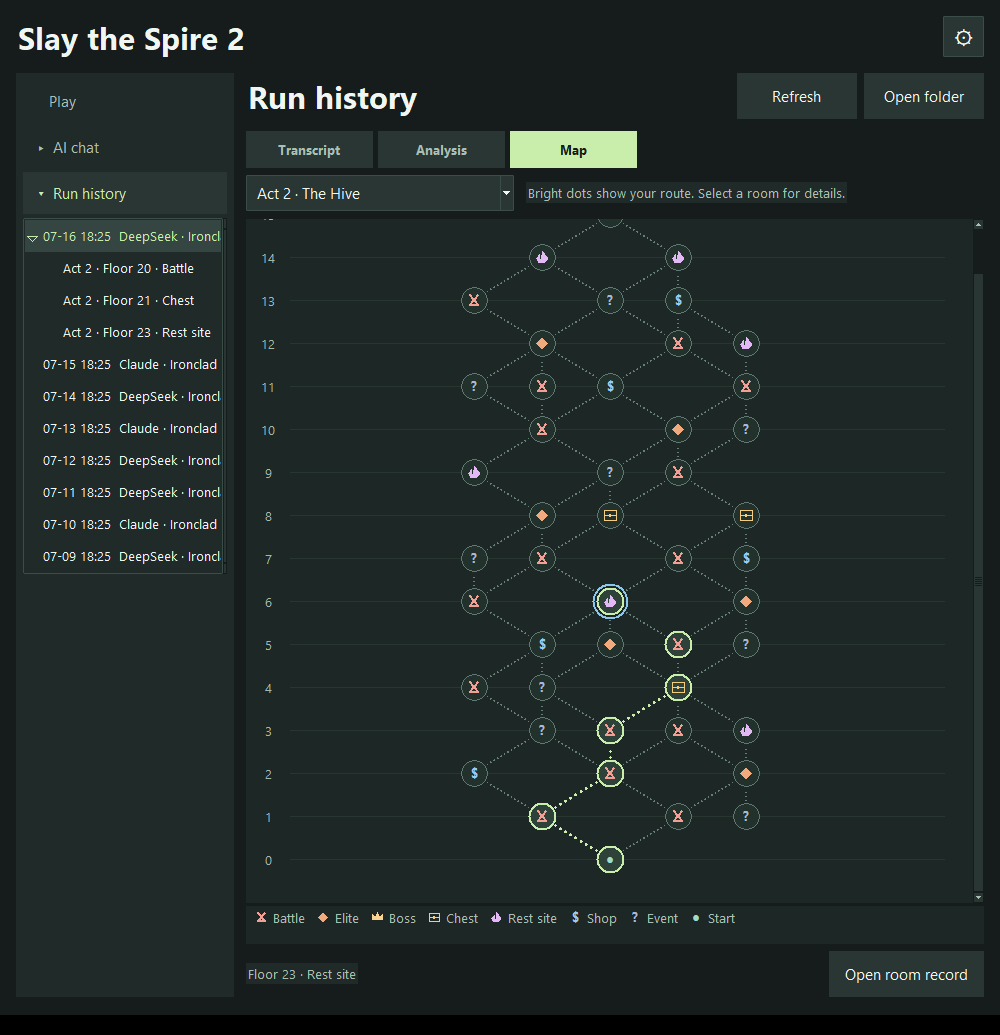 Slay the Spire 2
Play
▸ AI chat
▾ Run history
07-16 18:25 DeepSeek · Ironcl
Act 2 · Floor 20 · Battle
Act 2 · Floor 21 · Chest
Act 2 · Floor 23 · Rest site
07-15 18:25 Claude · Ironclad
07-14 18:25 DeepSeek · Ironcl
07-13 18:25 Claude · Ironclad
07-12 18:25 DeepSeek · Ironcl
07-11 18:25 DeepSeek · Ironcl
07-10 18:25 Claude · Ironclad
07-09 18:25 DeepSeek · Ironcl
Run history
Refresh
Open folder
Transcript
Analysis
Map
Act 2 · The Hive
Bright dots show your route. Select a room for details.
14
13 ? $
12
11 ? $
10 ?
9 ?
8
7 ? $
6
5 $ ?
4 ?
3 ?
2 $
1 ?
0
Battle Elite Boss Chest Rest site $ Shop ? Event Start
Floor 23 · Rest site
Open room record